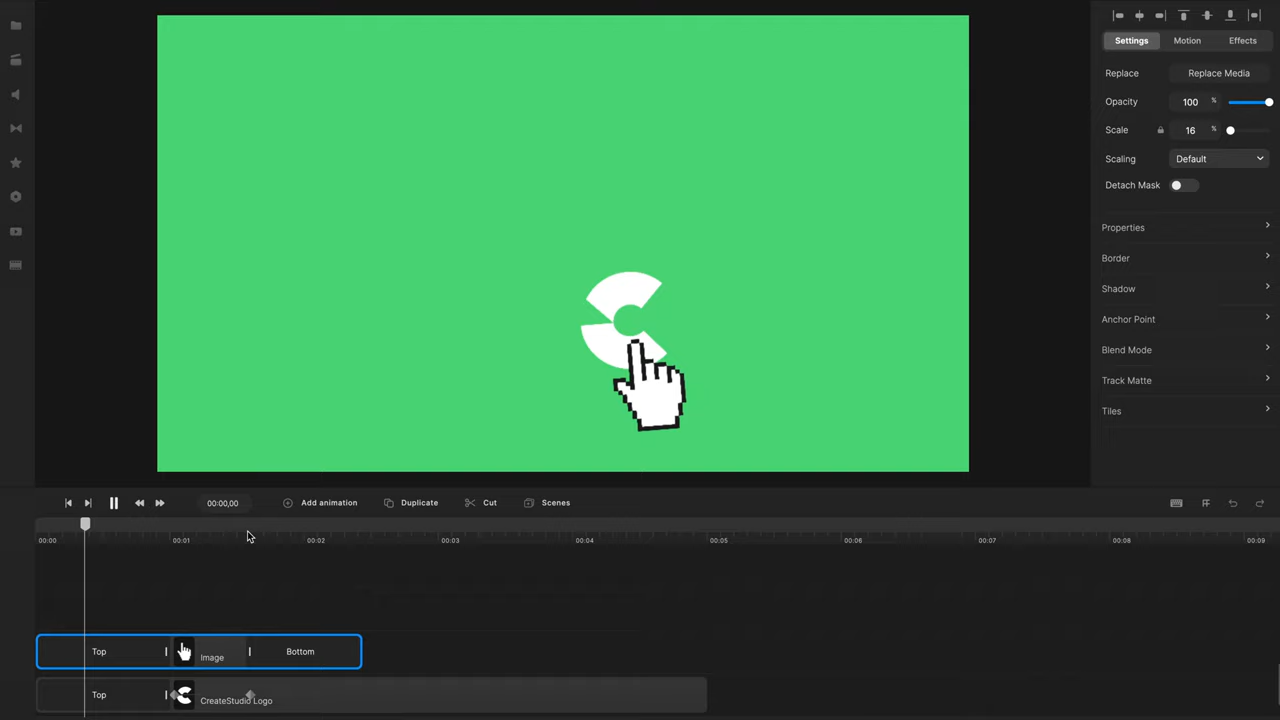 Settings Motion Effects
Replace Replace Media
Opacity 100 %
Scale 16 %
Scaling Default
Detach Mask
Properties
Border
Shadow
Anchor Point
Blend Mode
Track Matte
Tiles
00:00,00 Add animation Duplicate Cut Scenes
00:00 00:01 00:02 00:03 00:04 00:05 00:06 00:07 00:08 00:09
Top Image Bottom
Top CreateStudio Logo